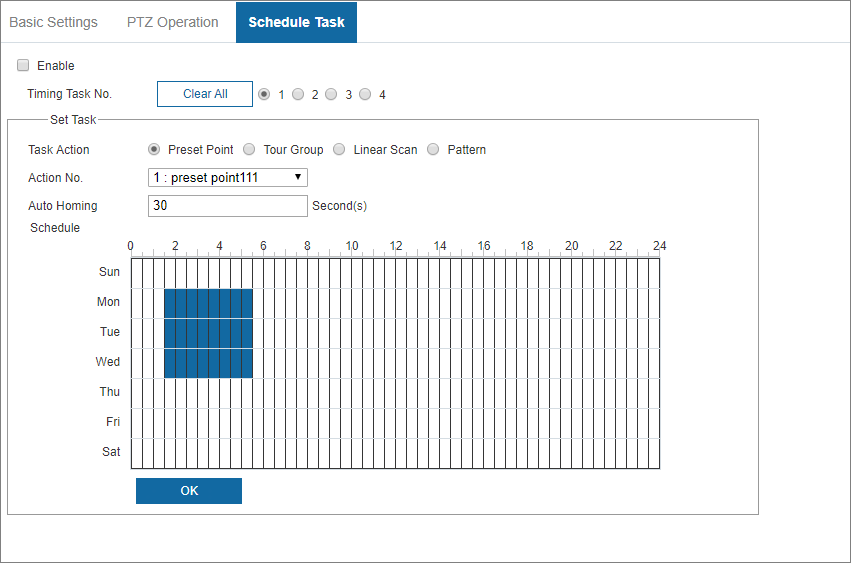 Basic Settings PTZ Operation Schedule Task
Enable
Timing Task No. Clear All 1 2 3 4
Set Task
Task Action Preset Point Tour Group Linear Scan Pattern
Action No. 1 : preset point111
Auto Homing 30 Second(s)
Schedule
0 2 4 6 8 10 12 14 16 18 20 22 24
Sun
Mon
Tue
Wed
Thu
Fri
Sat
OK